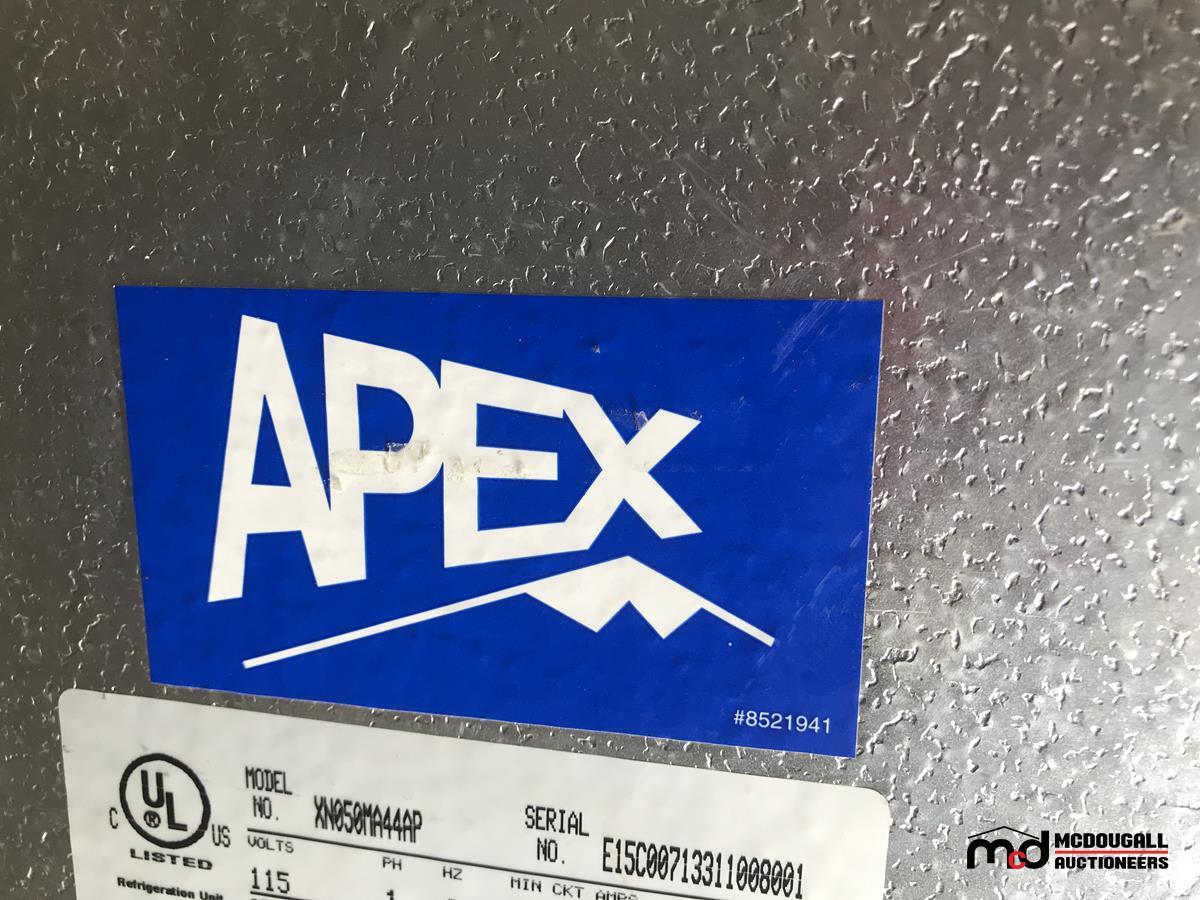 APEX
#8521941
C UL ® US
LISTED
Refrigeration Unit
MODEL NO. XN050MA44AP
SERIAL NO. E15C00713311008001
VOLTS PH HZ MIN CKT AMPS
115 1
mcd MCDOUGALL AUCTIONEERS